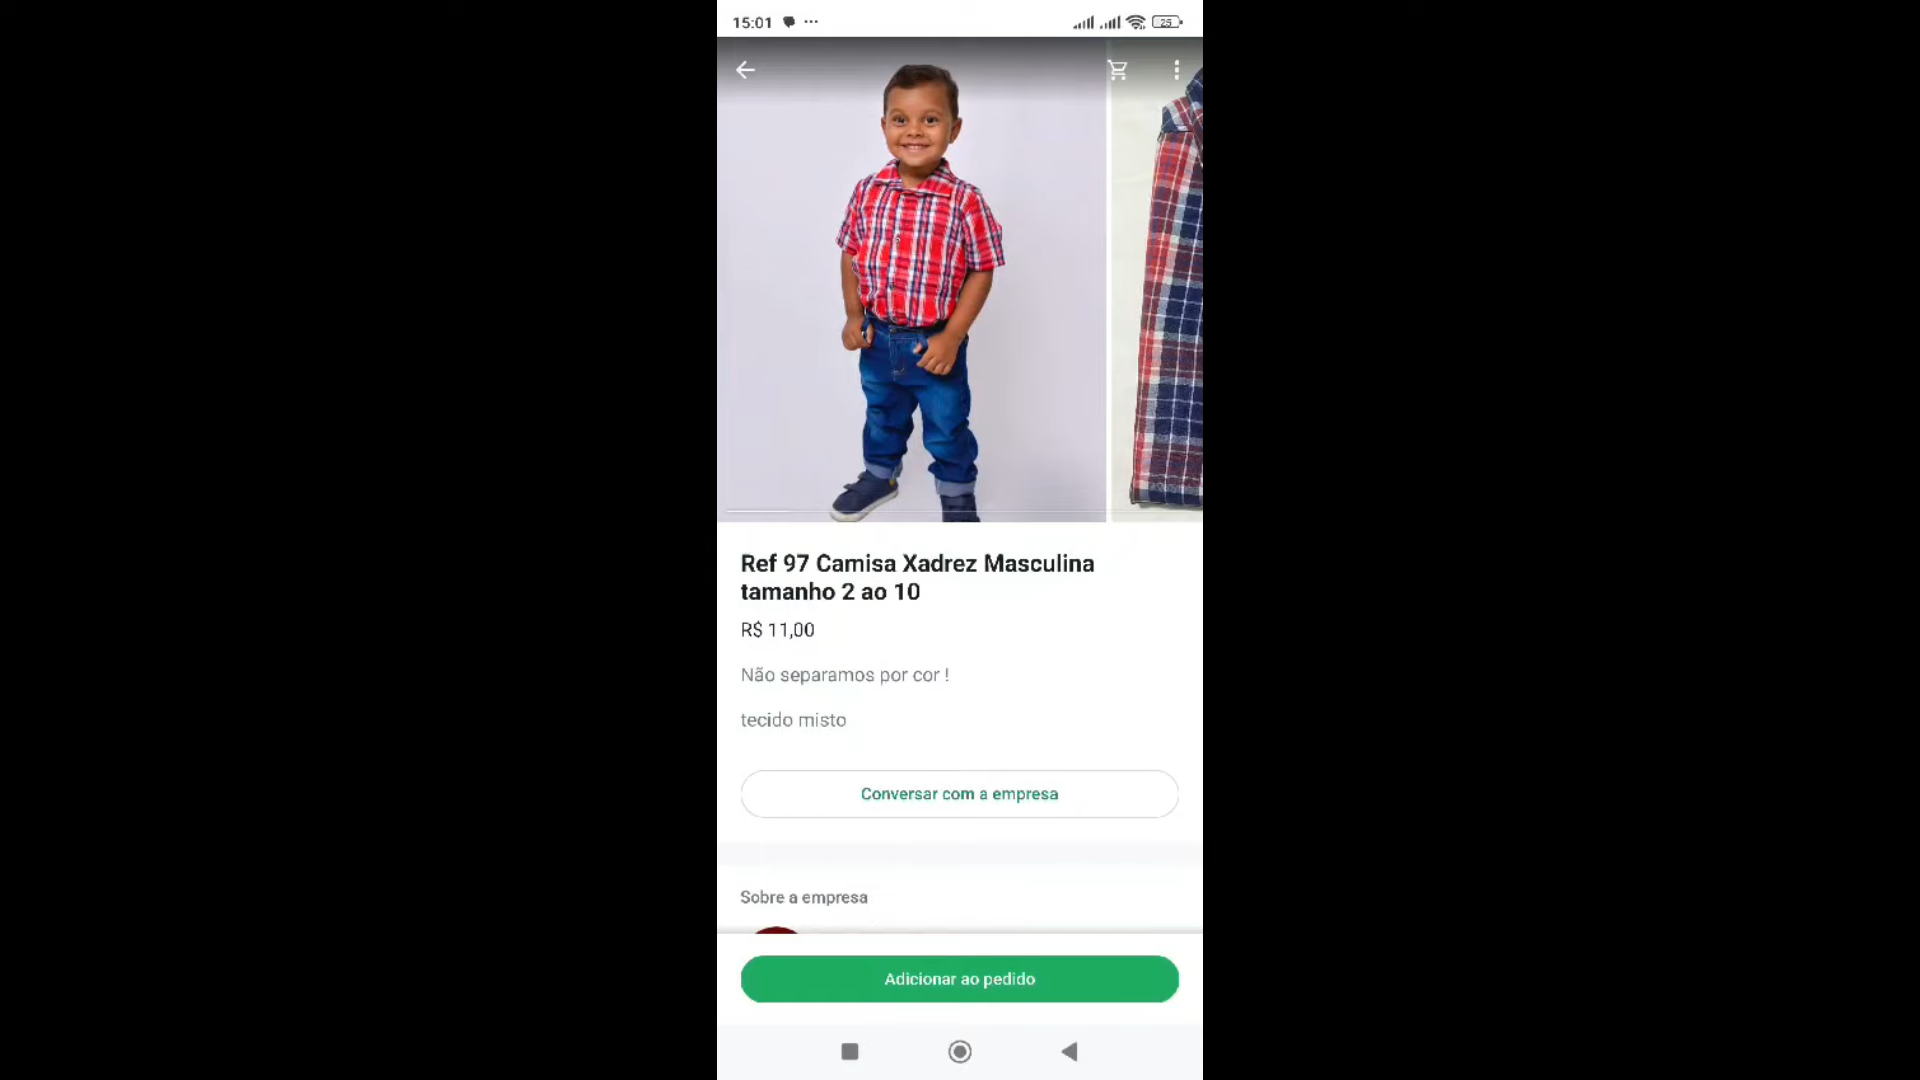 15:01
25
Ref 97 Camisa Xadrez Masculina
tamanho 2 ao 10
R$ 11,00
Não separamos por cor !
tecido misto
Conversar com a empresa
Sobre a empresa
Adicionar ao pedido